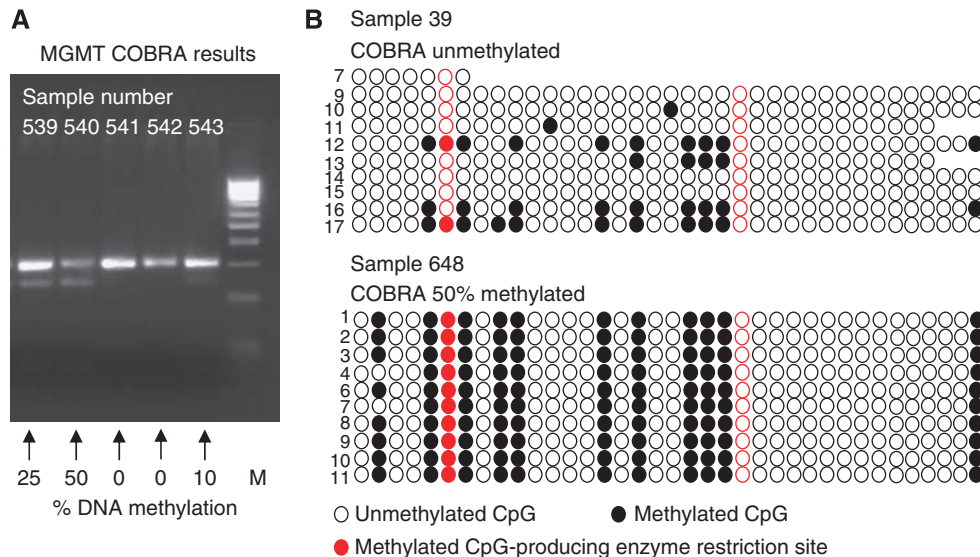 A
MGMT COBRA results
Sample number
539 540 541 542 543
25 50 0 0 10 M
% DNA methylation
B
Sample 39
COBRA unmethylated
7
9
10
11
12
13
14
15
16
17
Sample 648
COBRA 50% methylated
1
2
3
4
6
7
8
9
10
11
Unmethylated CpG
Methylated CpG
Methylated CpG-producing enzyme restriction site